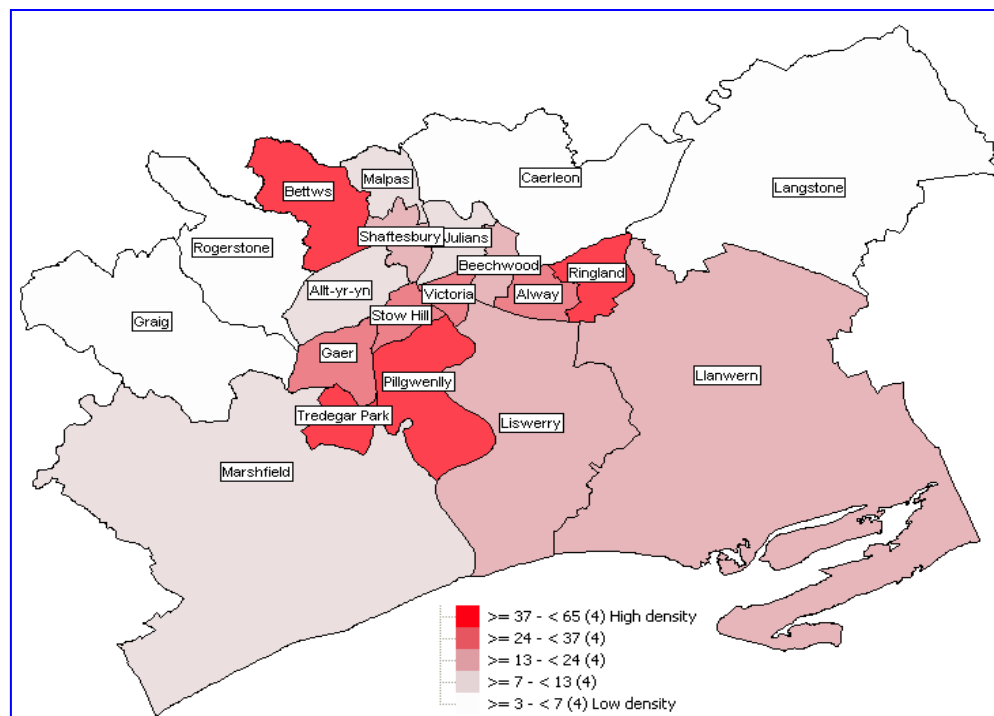 Malpas
Caerleon
Bettws
Langstone
Shaftesbury
Julians
Rogerstone
Beechwood
Ringland
Allt-yr-yn
Victoria
Alway
Graig
Stow Hill
Gaer
Llanwern
Pillgwenlly
Tredegar Park
Liswerry
Marshfield
>= 37 - < 65 (4) High density
>= 24 - < 37 (4)
>= 13 - < 24 (4)
>= 7 - < 13 (4)
>= 3 - < 7 (4) Low density